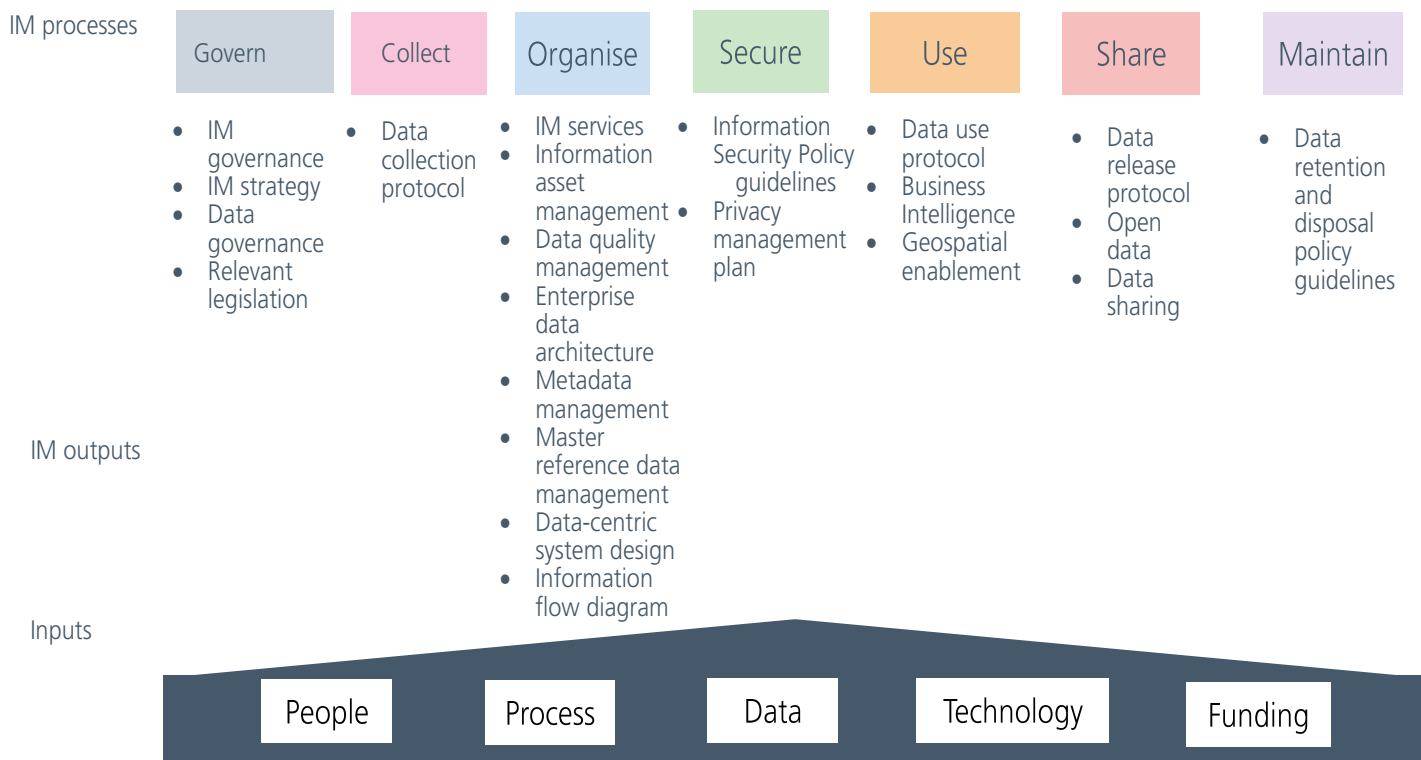 IM processes
Govern
Collect
Organise
Secure
Use
Share
Maintain
• IM
governance
• IM strategy
• Data
governance
• Relevant
legislation
• Data
collection
protocol
• IM services
• Information
asset
management
• Data quality
management
• Enterprise
data
architecture
• Metadata
management
• Master
reference data
management
• Data-centric
system design
• Information
flow diagram
• Information
Security Policy
guidelines
• Privacy
management
plan
• Data use
protocol
• Business
Intelligence
• Geospatial
enablement
• Data
release
protocol
• Open
data
• Data
sharing
• Data
retention
and
disposal
policy
guidelines
IM outputs
Inputs
People
Process
Data
Technology
Funding